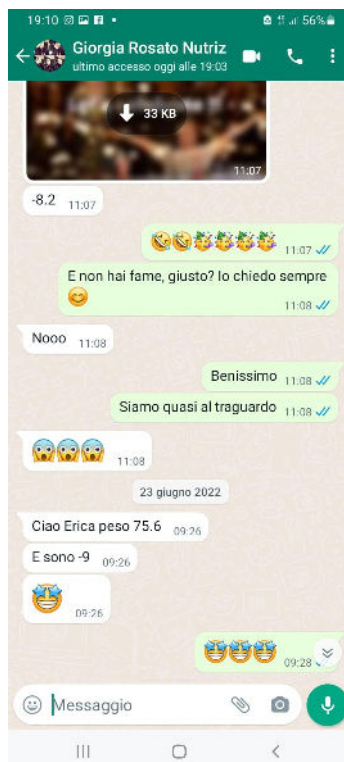 19:10
56%
Giorgia Rosato Nutriz
ultimo accesso oggi alle 19:03
33 KB
11:07
-8.2 11:07
11:07
E non hai fame, giusto? lo chiedo sempre
11:08
Nooo 11:08
Benissimo 11:08
Siamo quasi al traguardo 11:08
11:08
23 giugno 2022
Ciao Erica peso 75.6 09:26
E sono -9 09:26
09:26
09:28
Messaggio